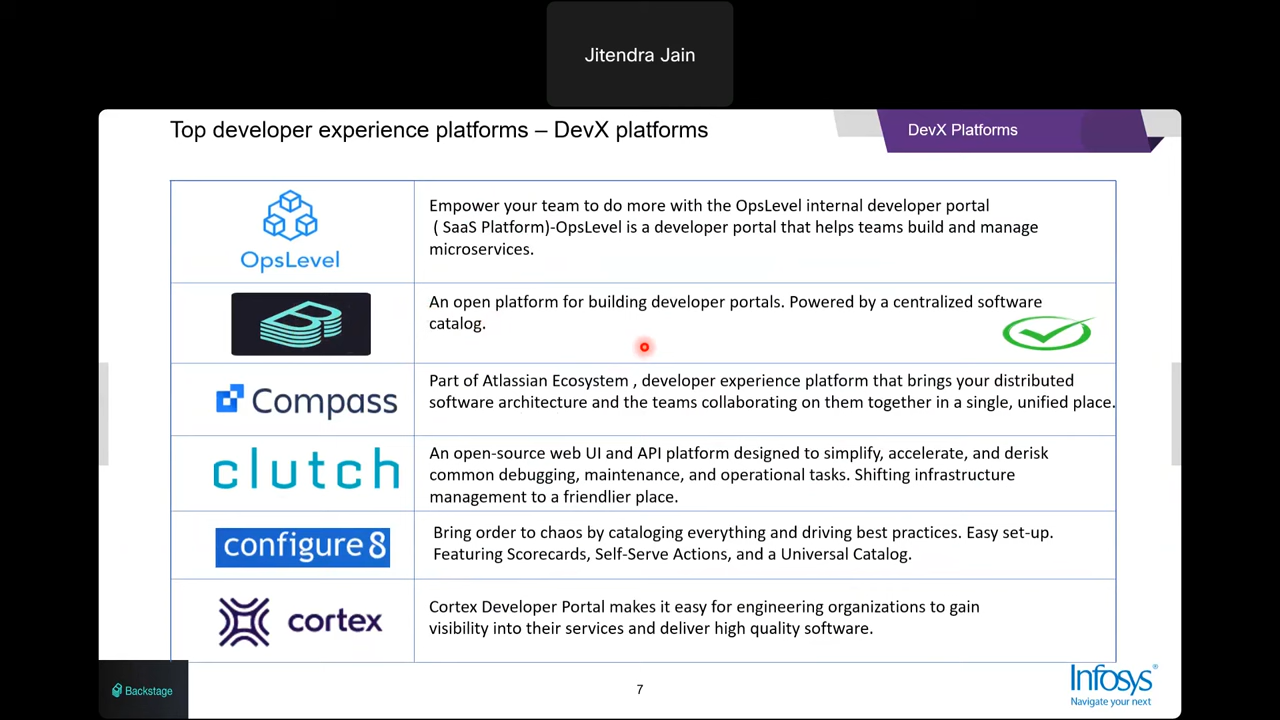 Jitendra Jain
Top developer experience platforms – DevX platforms
DevX Platforms
OpsLevel
Empower your team to do more with the OpsLevel internal developer portal
( SaaS Platform)-OpsLevel is a developer portal that helps teams build and manage
microservices.
An open platform for building developer portals. Powered by a centralized software
catalog.
Compass
Part of Atlassian Ecosystem , developer experience platform that brings your distributed
software architecture and the teams collaborating on them together in a single, unified place.
clutch
An open-source web UI and API platform designed to simplify, accelerate, and derisk
common debugging, maintenance, and operational tasks. Shifting infrastructure
management to a friendlier place.
configure8
Bring order to chaos by cataloging everything and driving best practices. Easy set-up.
Featuring Scorecards, Self-Serve Actions, and a Universal Catalog.
cortex
Cortex Developer Portal makes it easy for engineering organizations to gain
visibility into their services and deliver high quality software.
Backstage
7
Infosys®
Navigate your next